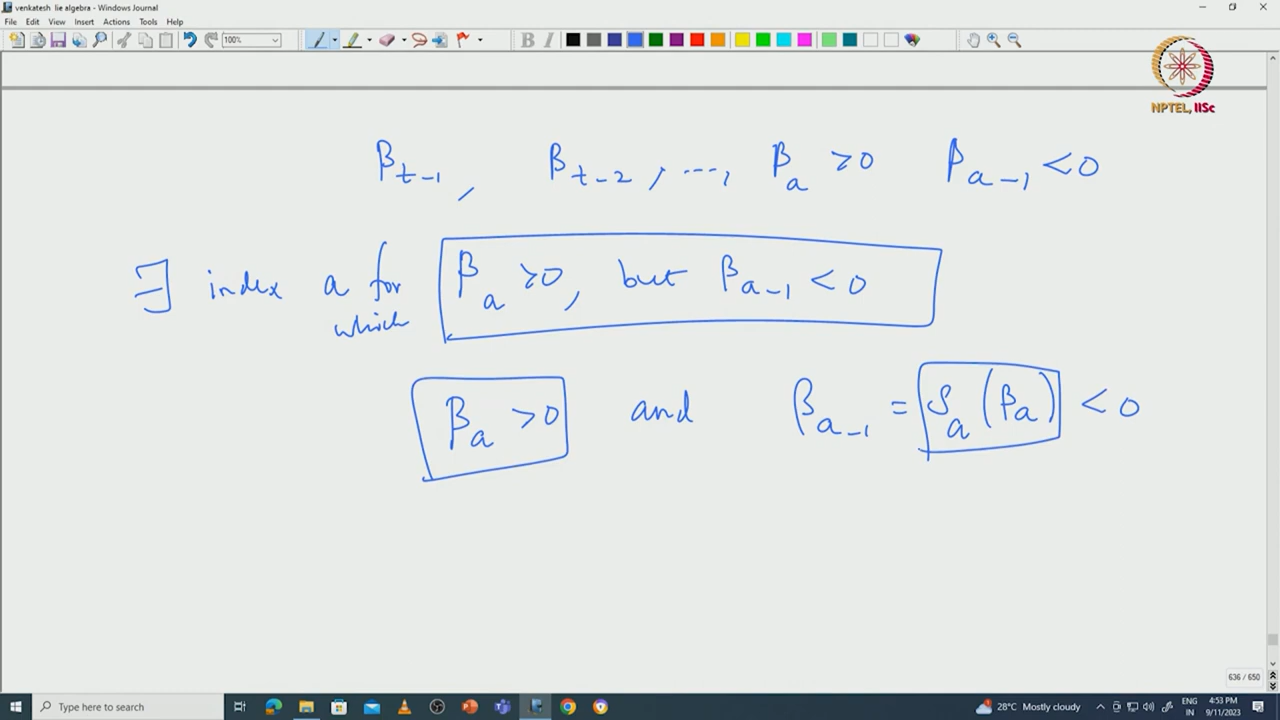 venkatesh lie algebra - Windows Journal
File Edit View Insert Actions Tools Help
100%
B I
NPTEL, IISc
β_{t-1}, β_{t-2}, ..., β_a >0 β_{a-1} <0
∃ index a for which β_a >0, but β_{a-1} < 0
β_a >0 and β_{a-1} = S_a(β_a) < 0
636 / 650
Type here to search
28°C Mostly cloudy
ENG
IN
4:53 PM
9/11/2023